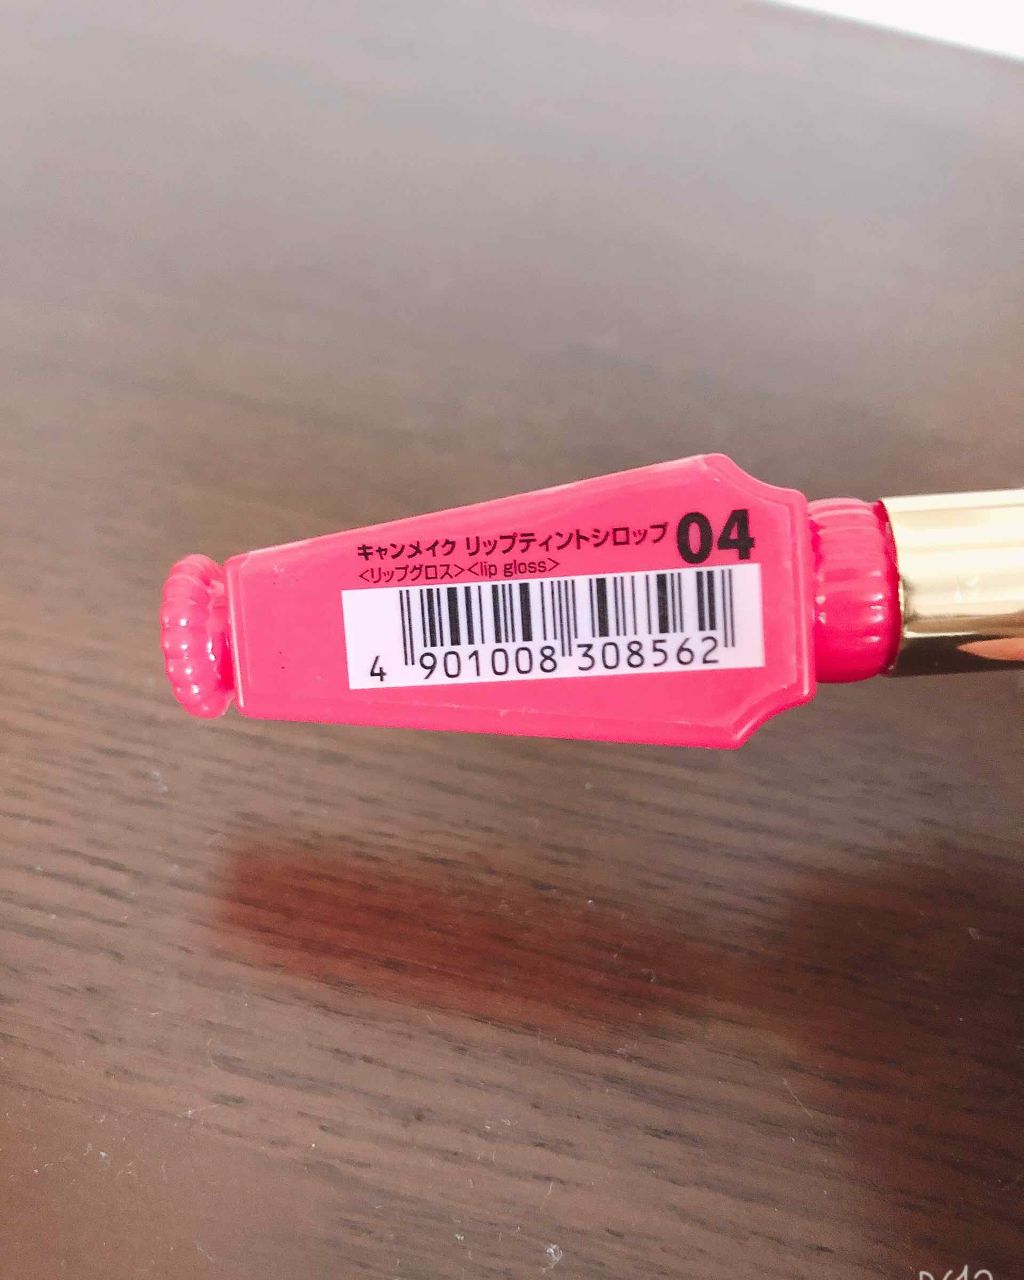 キャンメイク リップティントシロップ 04
<リップグロス><lip gloss>
4 901008 308562